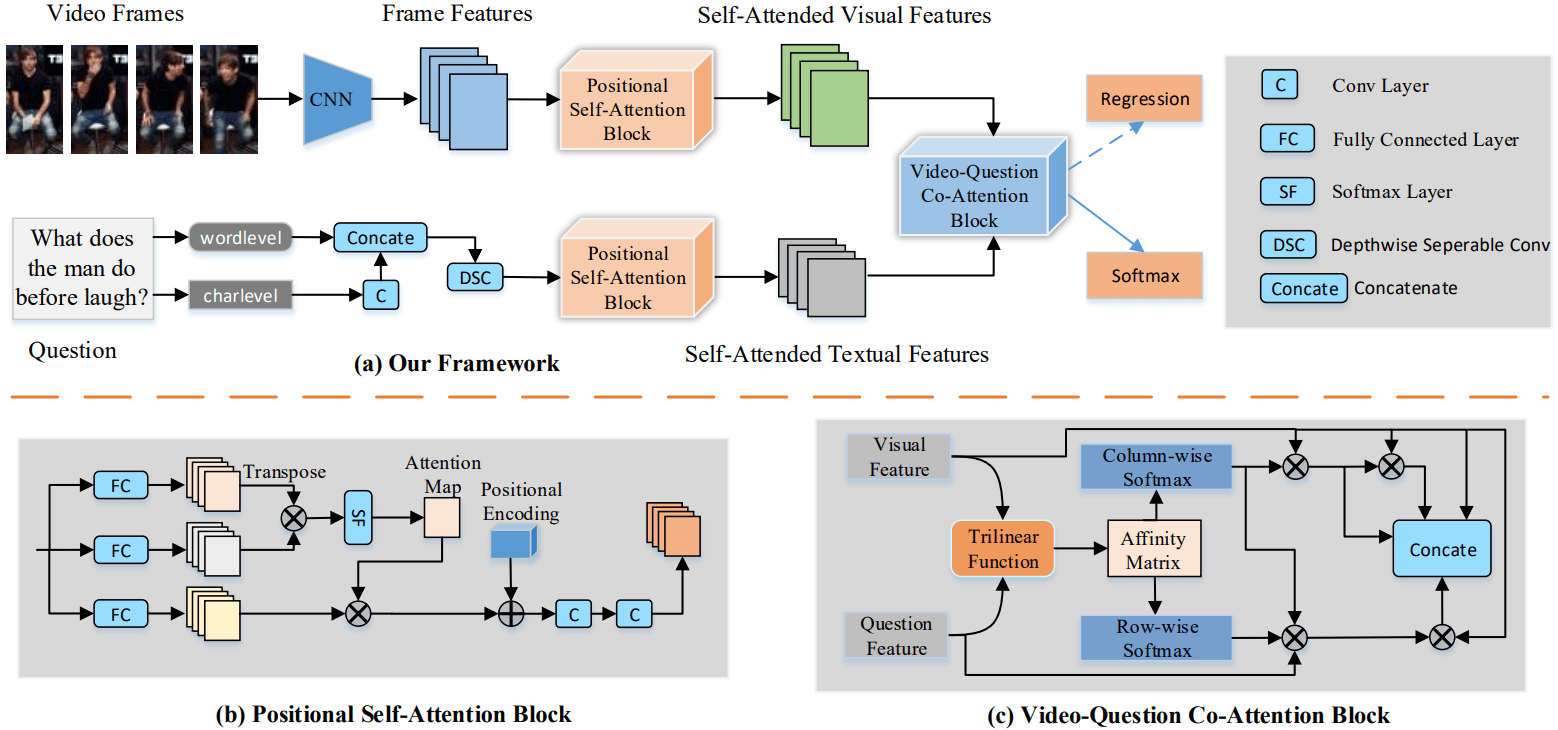 Video Frames
Frame Features
Self-Attended Visual Features
T3
CNN
Positional
Self-Attention
Block
Video-Question
Co-Attention
Block
Regression
Softmax
What does
the man do
before laugh?
wordlevel
charlevel
Concate
C
DSC
Positional
Self-Attention
Block
Question
(a) Our Framework
Self-Attended Textual Features
C
Conv Layer
FC
Fully Connected Layer
SF
Softmax Layer
DSC
Depthwise Seperable Conv
Concate
Concatenate
FC
FC
FC
Transpose
SF
Attention
Map
Positional
Encoding
C
C
(b) Positional Self-Attention Block
Visual
Feature
Question
Feature
Trilinear
Function
Affinity
Matrix
Column-wise
Softmax
Row-wise
Softmax
Concate
(c) Video-Question Co-Attention Block